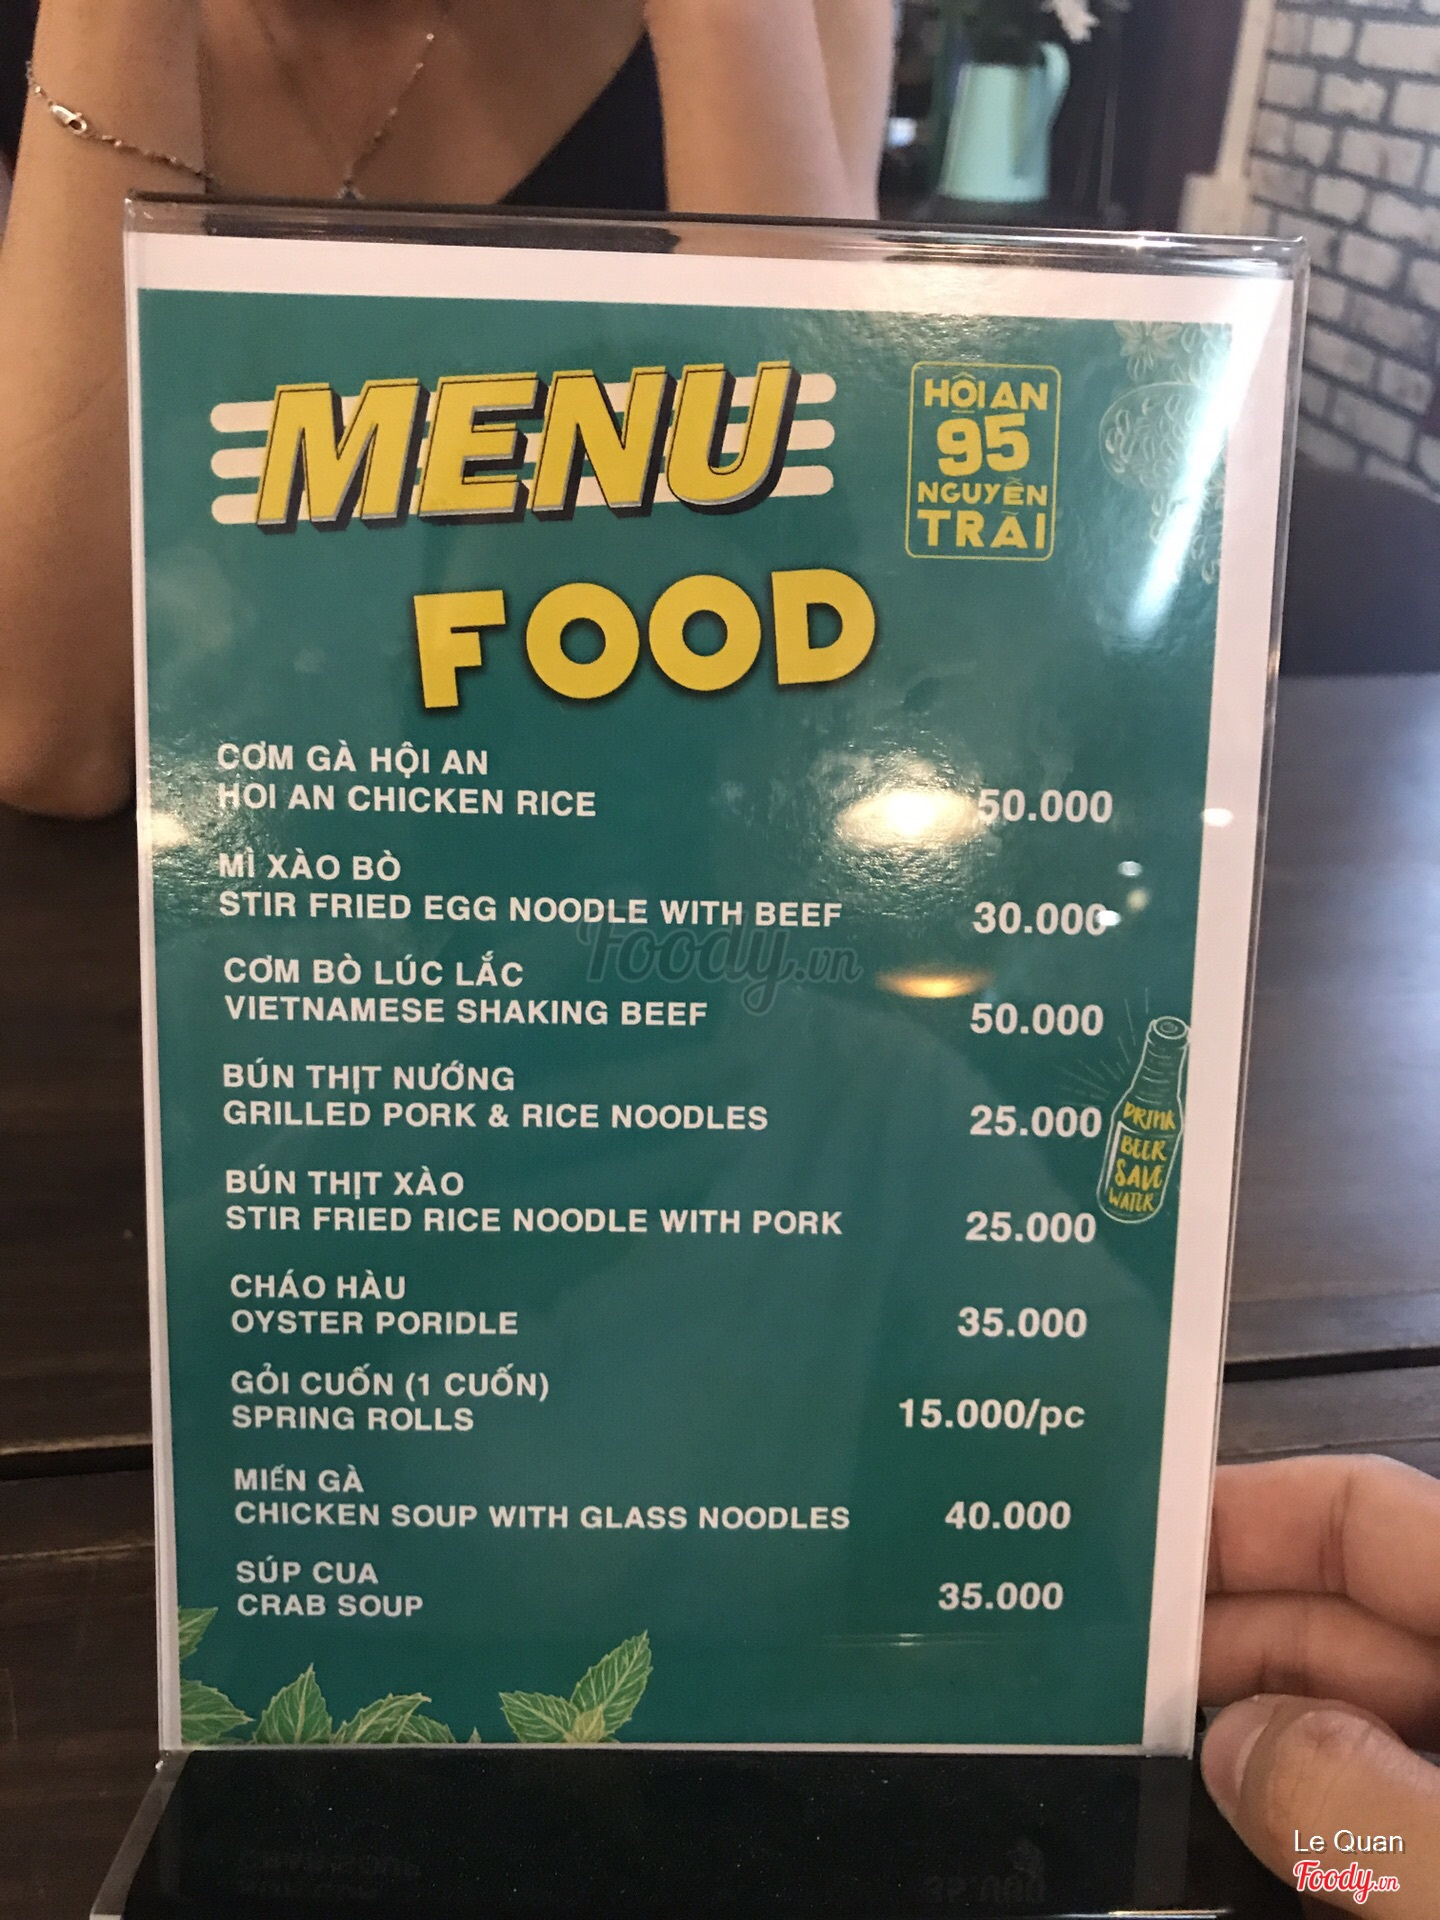 MENU
HỘI AN
95
NGUYỄN
TRÃI
FOOD
CƠM GÀ HỘI AN
HOI AN CHICKEN RICE 50.000
MÌ XÀO BÒ
STIR FRIED EGG NOODLE WITH BEEF 30.000
CƠM BÒ LÚC LẮC
VIETNAMESE SHAKING BEEF 50.000
BÚN THỊT NƯỚNG
GRILLED PORK & RICE NOODLES 25.000
BÚN THỊT XÀO
STIR FRIED RICE NOODLE WITH PORK 25.000
CHÁO HÀU
OYSTER PORIDLE 35.000
GỎI CUỐN (1 CUỐN)
SPRING ROLLS 15.000/pc
MIẾN GÀ
CHICKEN SOUP WITH GLASS NOODLES 40.000
SÚP CUA
CRAB SOUP 35.000
DRINK
BEER
SAVE
WATER
Foody.vn
Le Quan
Foody.vn